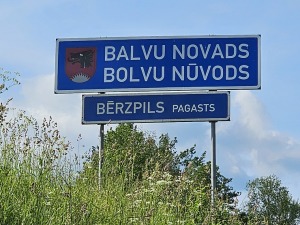 BALVU NOVADS
BOLVU NŪVODS
BĒRZPILS PAGASTS